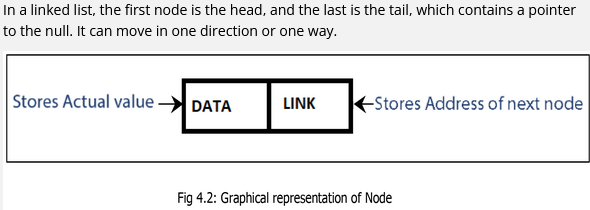 In a linked list, the first node is the head, and the last is the tail, which contains a pointer
to the null. It can move in one direction or one way.
Stores Actual value DATA LINK Stores Address of next node
Fig 4.2: Graphical representation of Node